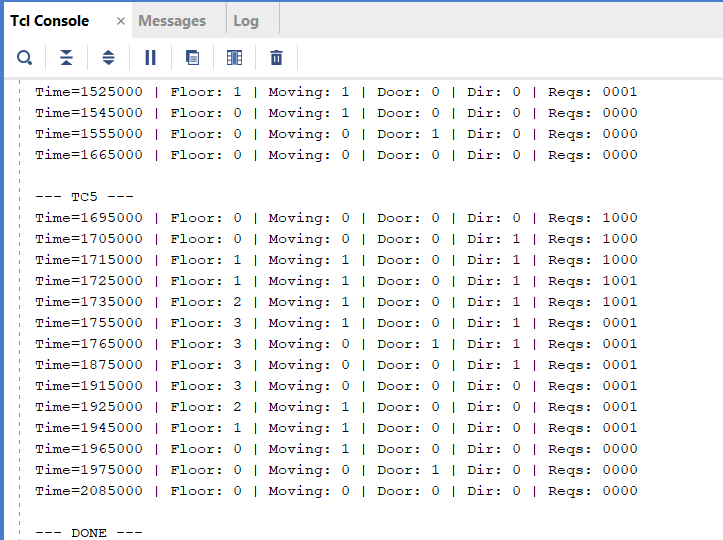 Tcl Console × Messages Log
Time=1525000 | Floor: 1 | Moving: 1 | Door: 0 | Dir: 0 | Reqs: 0001
Time=1545000 | Floor: 0 | Moving: 1 | Door: 0 | Dir: 0 | Reqs: 0000
Time=1555000 | Floor: 0 | Moving: 0 | Door: 1 | Dir: 0 | Reqs: 0000
Time=1665000 | Floor: 0 | Moving: 0 | Door: 0 | Dir: 0 | Reqs: 0000
--- TC5 ---
Time=1695000 | Floor: 0 | Moving: 0 | Door: 0 | Dir: 0 | Reqs: 1000
Time=1705000 | Floor: 0 | Moving: 0 | Door: 0 | Dir: 1 | Reqs: 1000
Time=1715000 | Floor: 1 | Moving: 1 | Door: 0 | Dir: 1 | Reqs: 1000
Time=1725000 | Floor: 1 | Moving: 1 | Door: 0 | Dir: 1 | Reqs: 1001
Time=1735000 | Floor: 2 | Moving: 1 | Door: 0 | Dir: 1 | Reqs: 1001
Time=1755000 | Floor: 3 | Moving: 1 | Door: 0 | Dir: 1 | Reqs: 0001
Time=1765000 | Floor: 3 | Moving: 0 | Door: 1 | Dir: 1 | Reqs: 0001
Time=1875000 | Floor: 3 | Moving: 0 | Door: 0 | Dir: 1 | Reqs: 0001
Time=1915000 | Floor: 3 | Moving: 0 | Door: 0 | Dir: 0 | Reqs: 0001
Time=1925000 | Floor: 2 | Moving: 1 | Door: 0 | Dir: 0 | Reqs: 0001
Time=1945000 | Floor: 1 | Moving: 1 | Door: 0 | Dir: 0 | Reqs: 0001
Time=1965000 | Floor: 0 | Moving: 1 | Door: 0 | Dir: 0 | Reqs: 0000
Time=1975000 | Floor: 0 | Moving: 0 | Door: 1 | Dir: 0 | Reqs: 0000
Time=2085000 | Floor: 0 | Moving: 0 | Door: 0 | Dir: 0 | Reqs: 0000
--- DONE ---